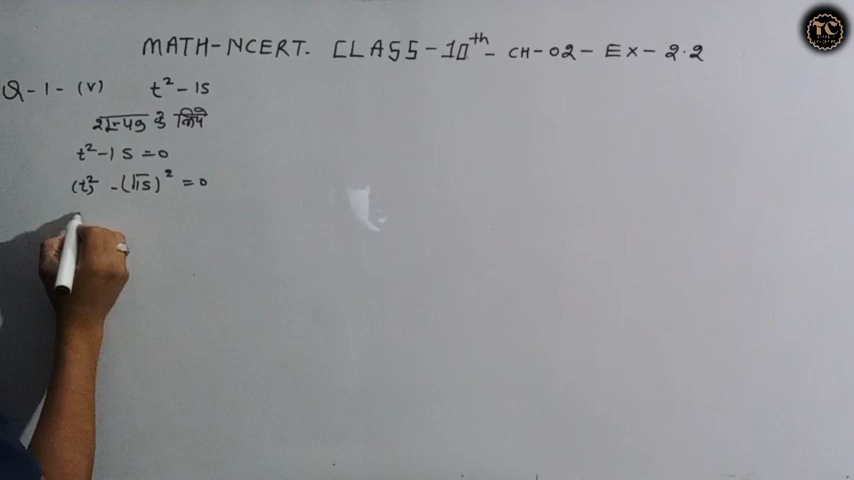 MATH-NCERT. CLASS-10th- CH-02- EX- 2.2
Q-1-(V) t²-15
शून्यक के लिये
t²-15=0
(t)² -(√15)² =0
TC